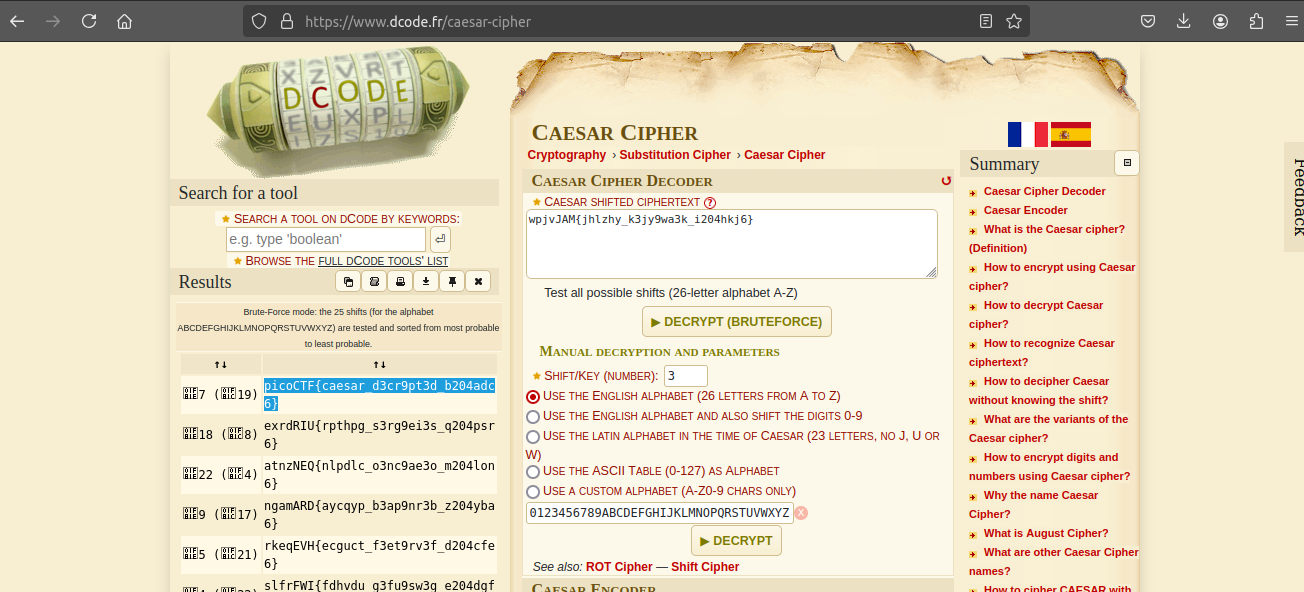 https://www.dcode.fr/caesar-cipher
X Z V R T
D C O D E
E U X P L
Search for a tool
★ SEARCH A TOOL ON DCODE BY KEYWORDS:
e.g. type 'boolean'
★ BROWSE THE FULL DCODE TOOLS' LIST
Results
Brute-Force mode: the 25 shifts (for the alphabet
ABCDEFGHIJKLMNOPQRSTUVWXYZ) are tested and sorted from most probable
to least probable.
↑↓ ↑↓
7 (19) picoCTF{caesar_d3cr9pt3d_b204adc
6}
18 (8) exrdRIU{rpthpg_s3rg9ei3s_q204psr
6}
22 (4) atnzNEQ{nlpdlc_o3nc9ae3o_m204lon
6}
9 (17) ngamARD{aycqyp_b3ap9nr3b_z204yba
6}
5 (21) rkeqEVH{ecguct_f3et9rv3f_d204cfe
6}
slfrFWI{fdhvdu_g3fu9sw3g_e204dgf
CAESAR CIPHER
Cryptography › Substitution Cipher › Caesar Cipher
CAESAR CIPHER DECODER
★ CAESAR SHIFTED CIPHERTEXT ?
wpjvJAM{jhlzhy_k3jy9wa3k_i204hkj6}
Test all possible shifts (26-letter alphabet A-Z)
▶ DECRYPT (BRUTEFORCE)
MANUAL DECRYPTION AND PARAMETERS
★ SHIFT/KEY (NUMBER): 3
USE THE ENGLISH ALPHABET (26 LETTERS FROM A TO Z)
USE THE ENGLISH ALPHABET AND ALSO SHIFT THE DIGITS 0-9
USE THE LATIN ALPHABET IN THE TIME OF CAESAR (23 LETTERS, NO J, U OR
W)
USE THE ASCII TABLE (0-127) AS ALPHABET
USE A CUSTOM ALPHABET (A-Z0-9 CHARS ONLY)
0123456789ABCDEFGHIJKLMNOPQRSTUVWXYZ X
▶ DECRYPT
See also: ROT Cipher — Shift Cipher
CAESAR ENCODER
Summary
Caesar Cipher Decoder
Caesar Encoder
What is the Caesar cipher?
(Definition)
How to encrypt using Caesar
cipher?
How to decrypt Caesar
cipher?
How to recognize Caesar
ciphertext?
How to decipher Caesar
without knowing the shift?
What are the variants of the
Caesar cipher?
How to encrypt digits and
numbers using Caesar cipher?
Why the name Caesar
Cipher?
What is August Cipher?
What are other Caesar Cipher
names?
How to cipher CAESAR with
Feedback